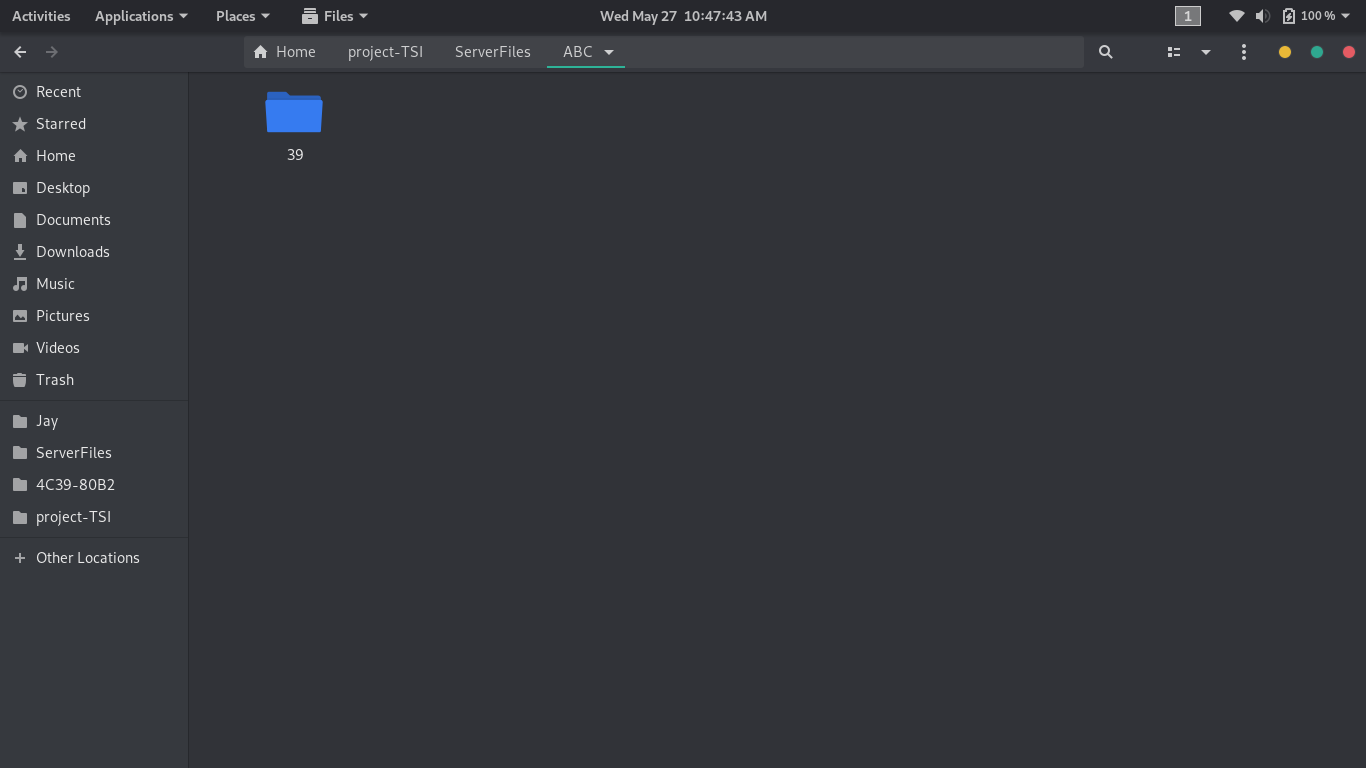 Activities Applications Places Files Wed May 27 10:47:43 AM 1 100 %
Home project-TSI ServerFiles ABC
Recent
Starred
Home
Desktop
Documents
Downloads
Music
Pictures
Videos
Trash
Jay
ServerFiles
4C39-80B2
project-TSI
Other Locations
39